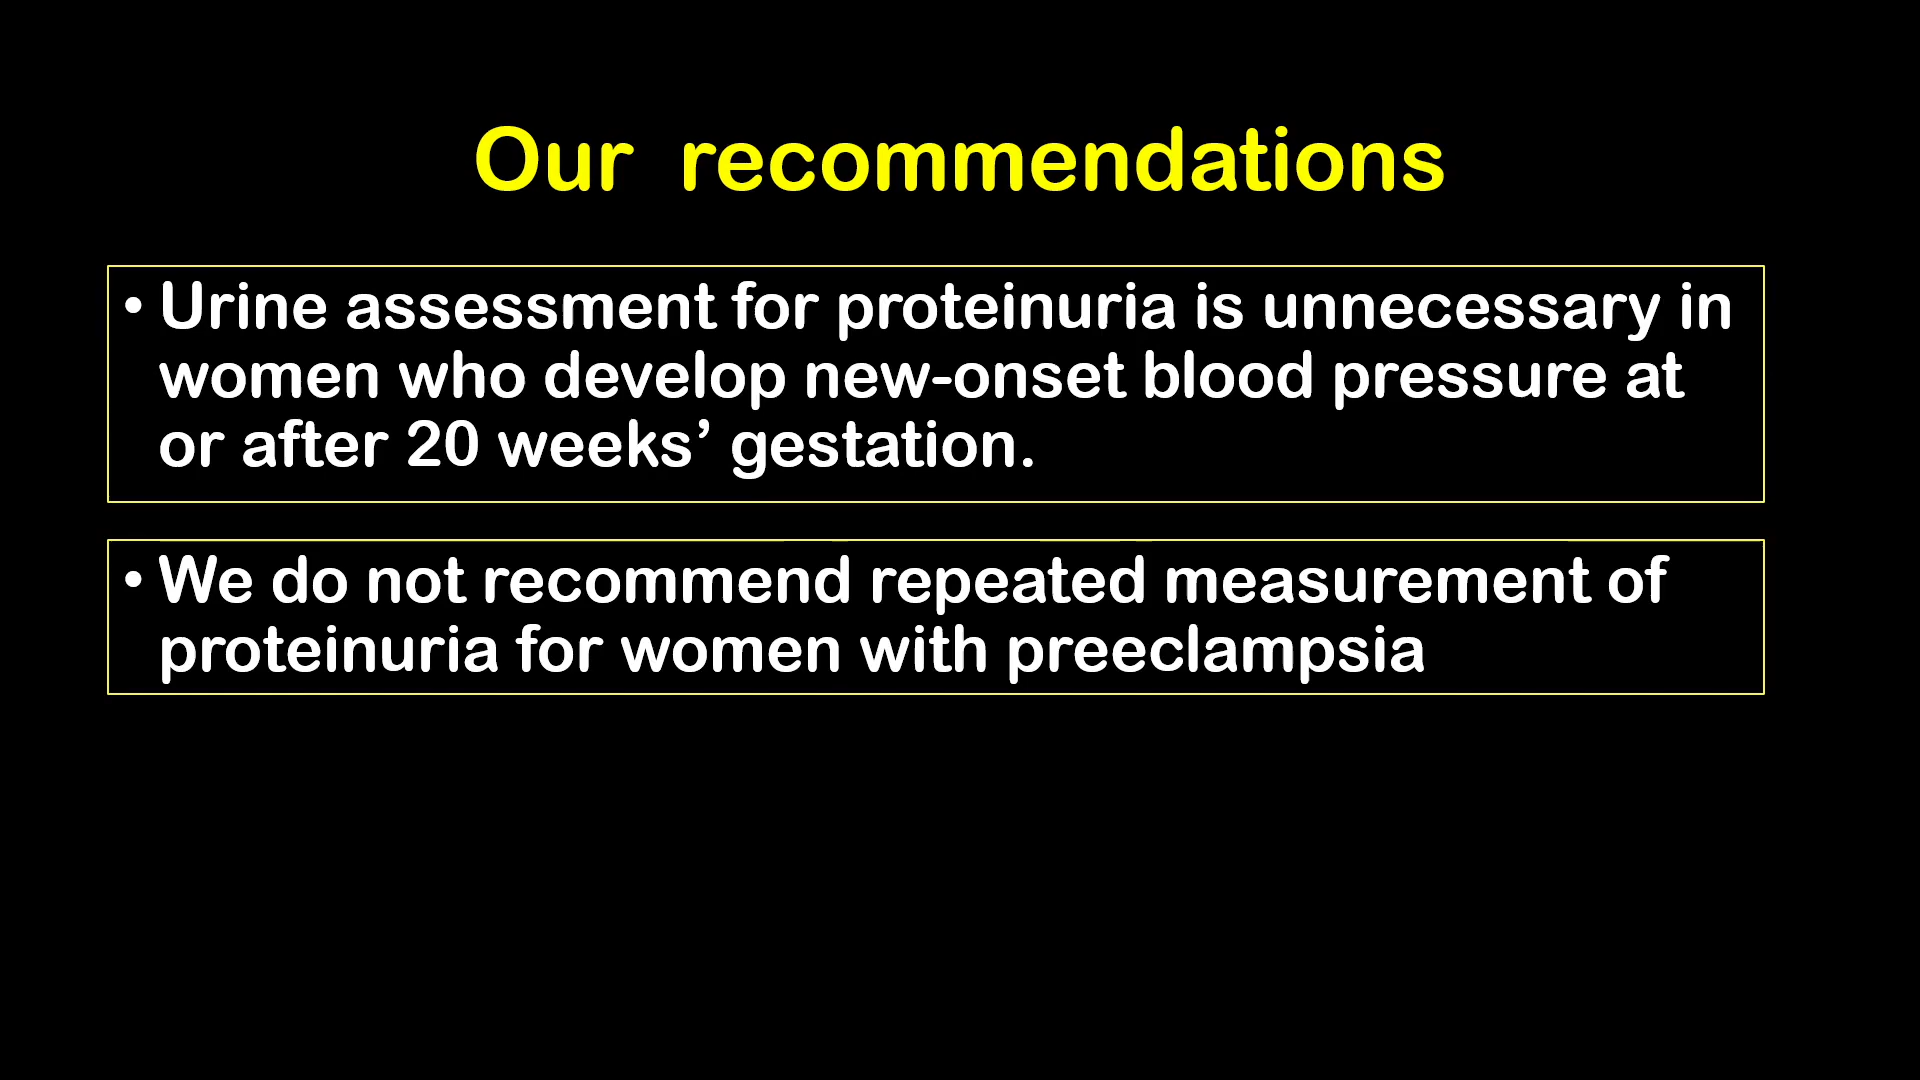 Our recommendations
• Urine assessment for proteinuria is unnecessary in
women who develop new-onset blood pressure at
or after 20 weeks’ gestation.
• We do not recommend repeated measurement of
proteinuria for women with preeclampsia